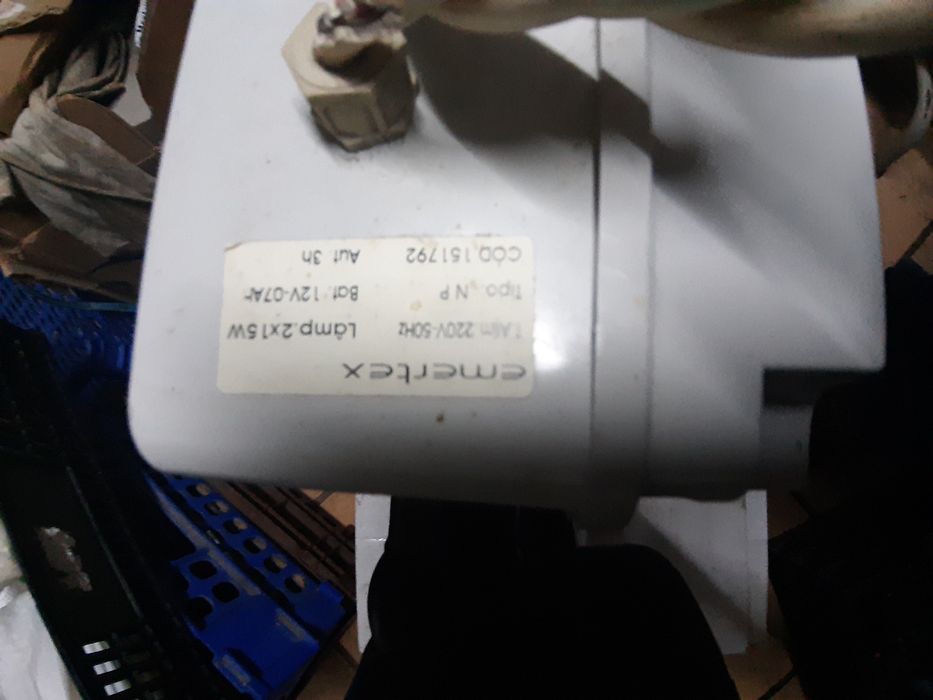 emertex
T.Alim. 220V-50Hz Lâmp. 2x15W
Tipo. N P Bat. 12V-07Ah
CÓD. 151792 Aut. 3h